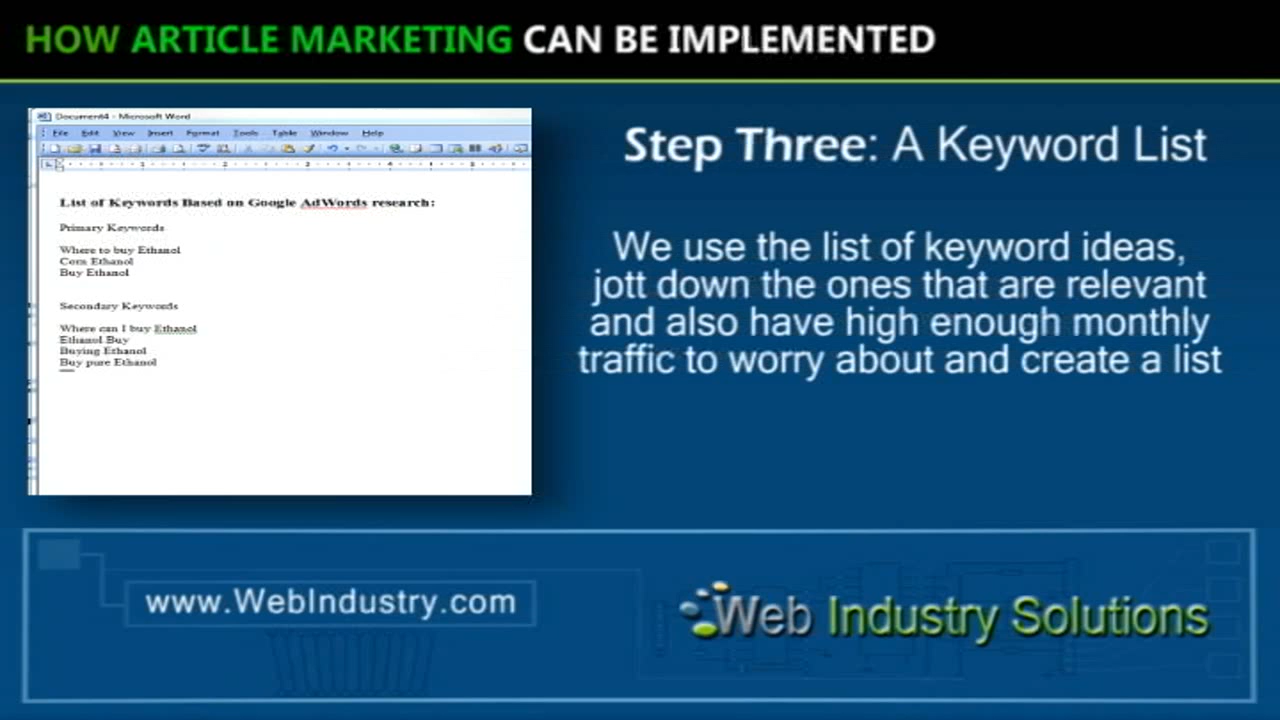 HOW ARTICLE MARKETING CAN BE IMPLEMENTED
Document4 - Microsoft Word
File Edit View Insert Format Tools Table Window Help
List of Keywords Based on Google AdWords research:
Primary Keywords
Where to buy Ethanol
Corn Ethanol
Buy Ethanol
Secondary Keywords
Where can I buy Ethanol
Ethanol Buy
Buying Ethanol
Buy pure Ethanol
Step Three: A Keyword List
We use the list of keyword ideas,
jott down the ones that are relevant
and also have high enough monthly
traffic to worry about and create a list
www.WebIndustry.com
Web Industry Solutions